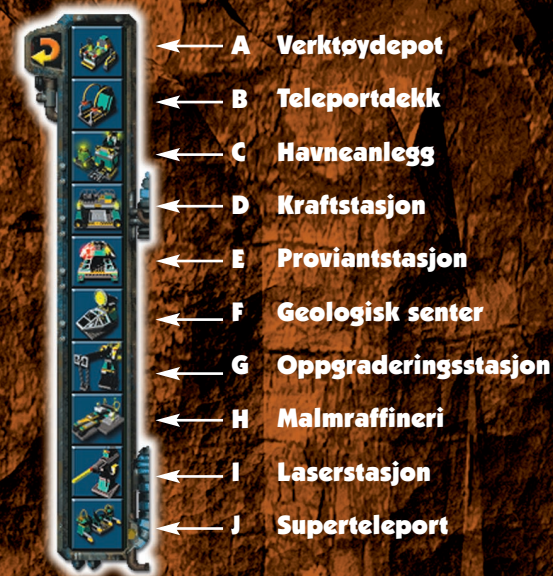 A Verktøydepot
B Teleportdekk
C Havneanlegg
D Kraftstasjon
E Proviantstasjon
F Geologisk senter
G Oppgraderingsstasjon
H Malmraffineri
I Laserstasjon
J Superteleport